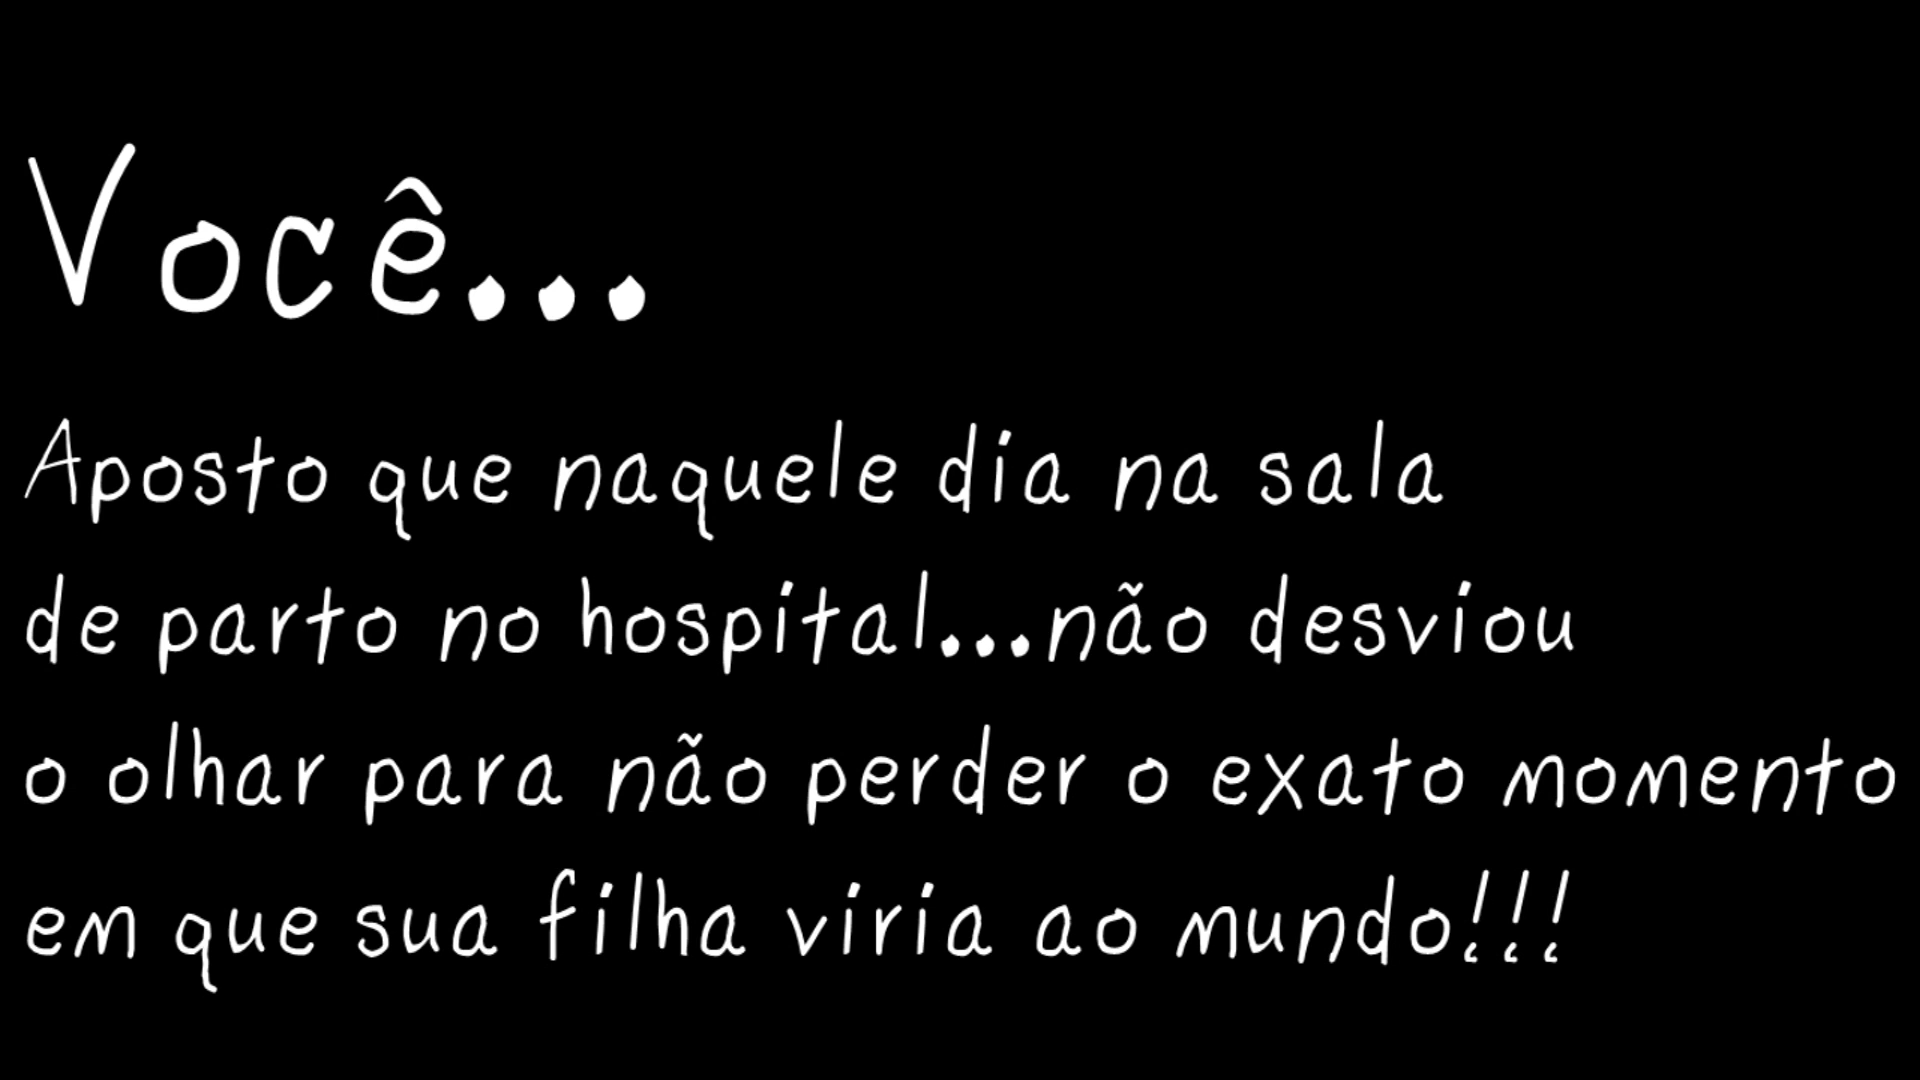 Você...
Aposto que naquele dia na sala
de parto no hospital...não desviou
o olhar para não perder o exato momento
em que sua filha viria ao mundo!!!